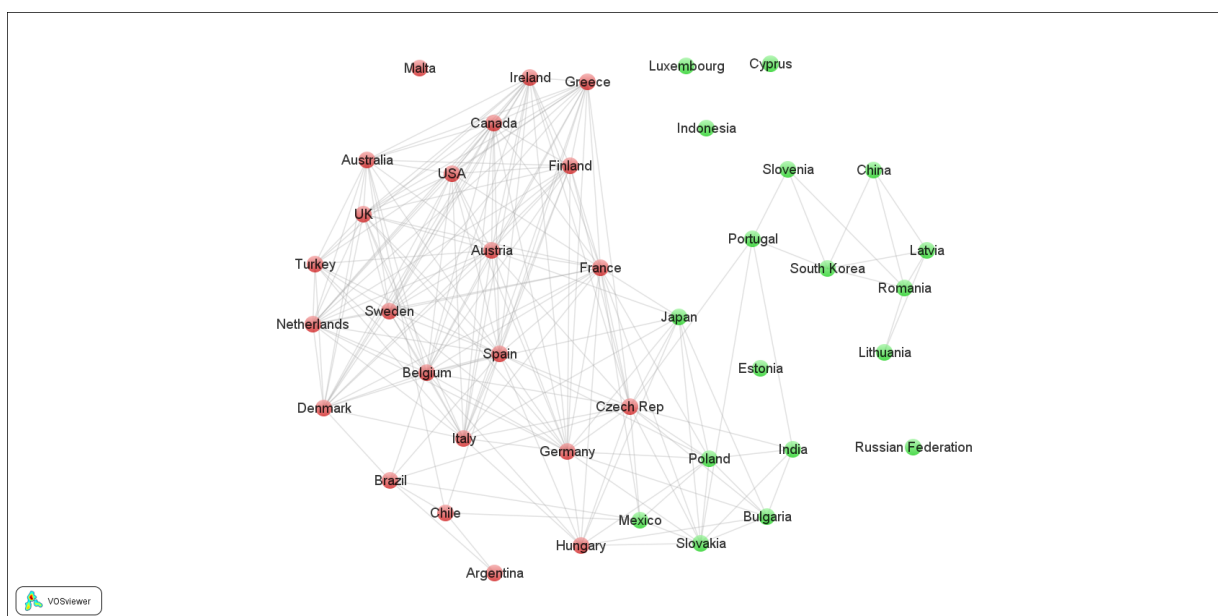 Malta
Ireland
Greece
Luxembourg
Cyprus
Canada
Indonesia
Australia
USA
Finland
Slovenia
China
UK
Portugal
Austria
Latvia
Turkey
France
South Korea
Romania
Sweden
Netherlands
Japan
Spain
Lithuania
Belgium
Estonia
Denmark
Czech Rep
Italy
Germany
Poland
India
Russian Federation
Brazil
Chile
Mexico
Bulgaria
Hungary
Slovakia
Argentina
VOSviewer